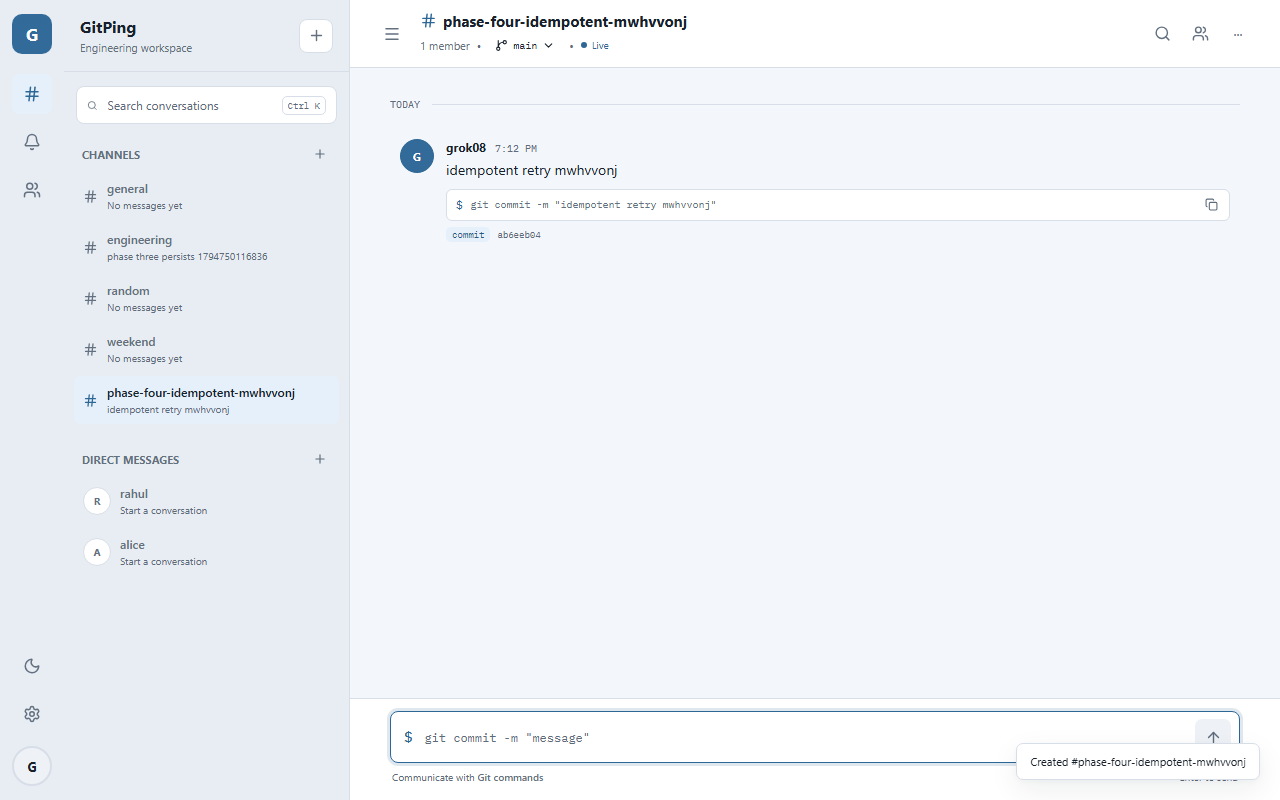 G
GitPing
Engineering workspace
Search conversations
Ctrl K
CHANNELS
general
No messages yet
engineering
phase three persists 1794750116836
random
No messages yet
weekend
No messages yet
phase-four-idempotent-mwhvvonj
idempotent retry mwhvvonj
DIRECT MESSAGES
R
rahul
Start a conversation
A
alice
Start a conversation
G
# phase-four-idempotent-mwhvvonj
1 member • main • Live
TODAY
G
grok08 7:12 PM
idempotent retry mwhvvonj
$ git commit -m "idempotent retry mwhvvonj"
commit ab6eeb04
$ git commit -m "message"
Communicate with Git commands
Created #phase-four-idempotent-mwhvvonj